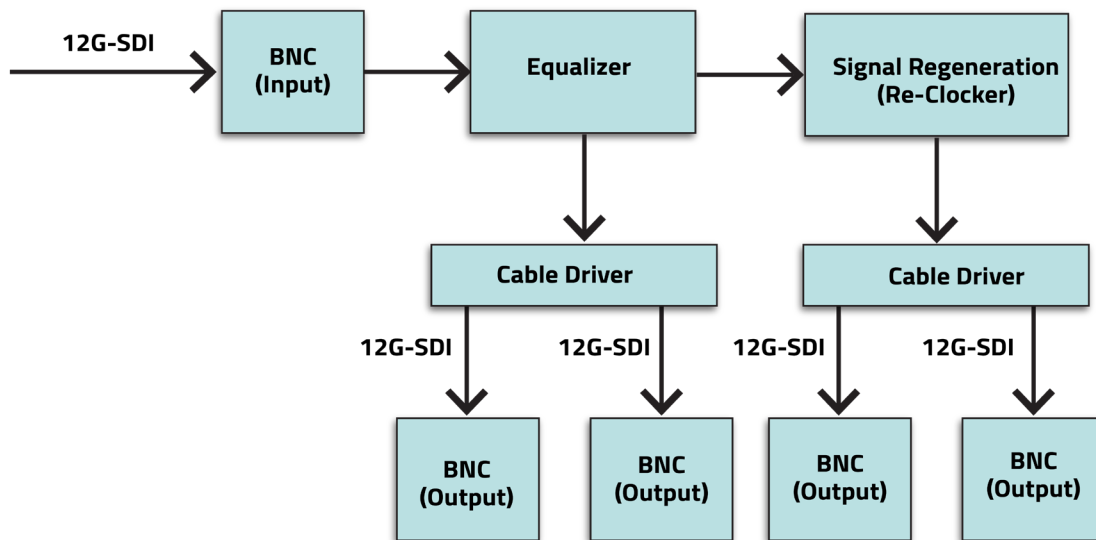 12G-SDI
BNC
(Input)
Equalizer
Signal Regeneration
(Re-Clocker)
Cable Driver
Cable Driver
12G-SDI
12G-SDI
12G-SDI
12G-SDI
BNC
(Output)
BNC
(Output)
BNC
(Output)
BNC
(Output)